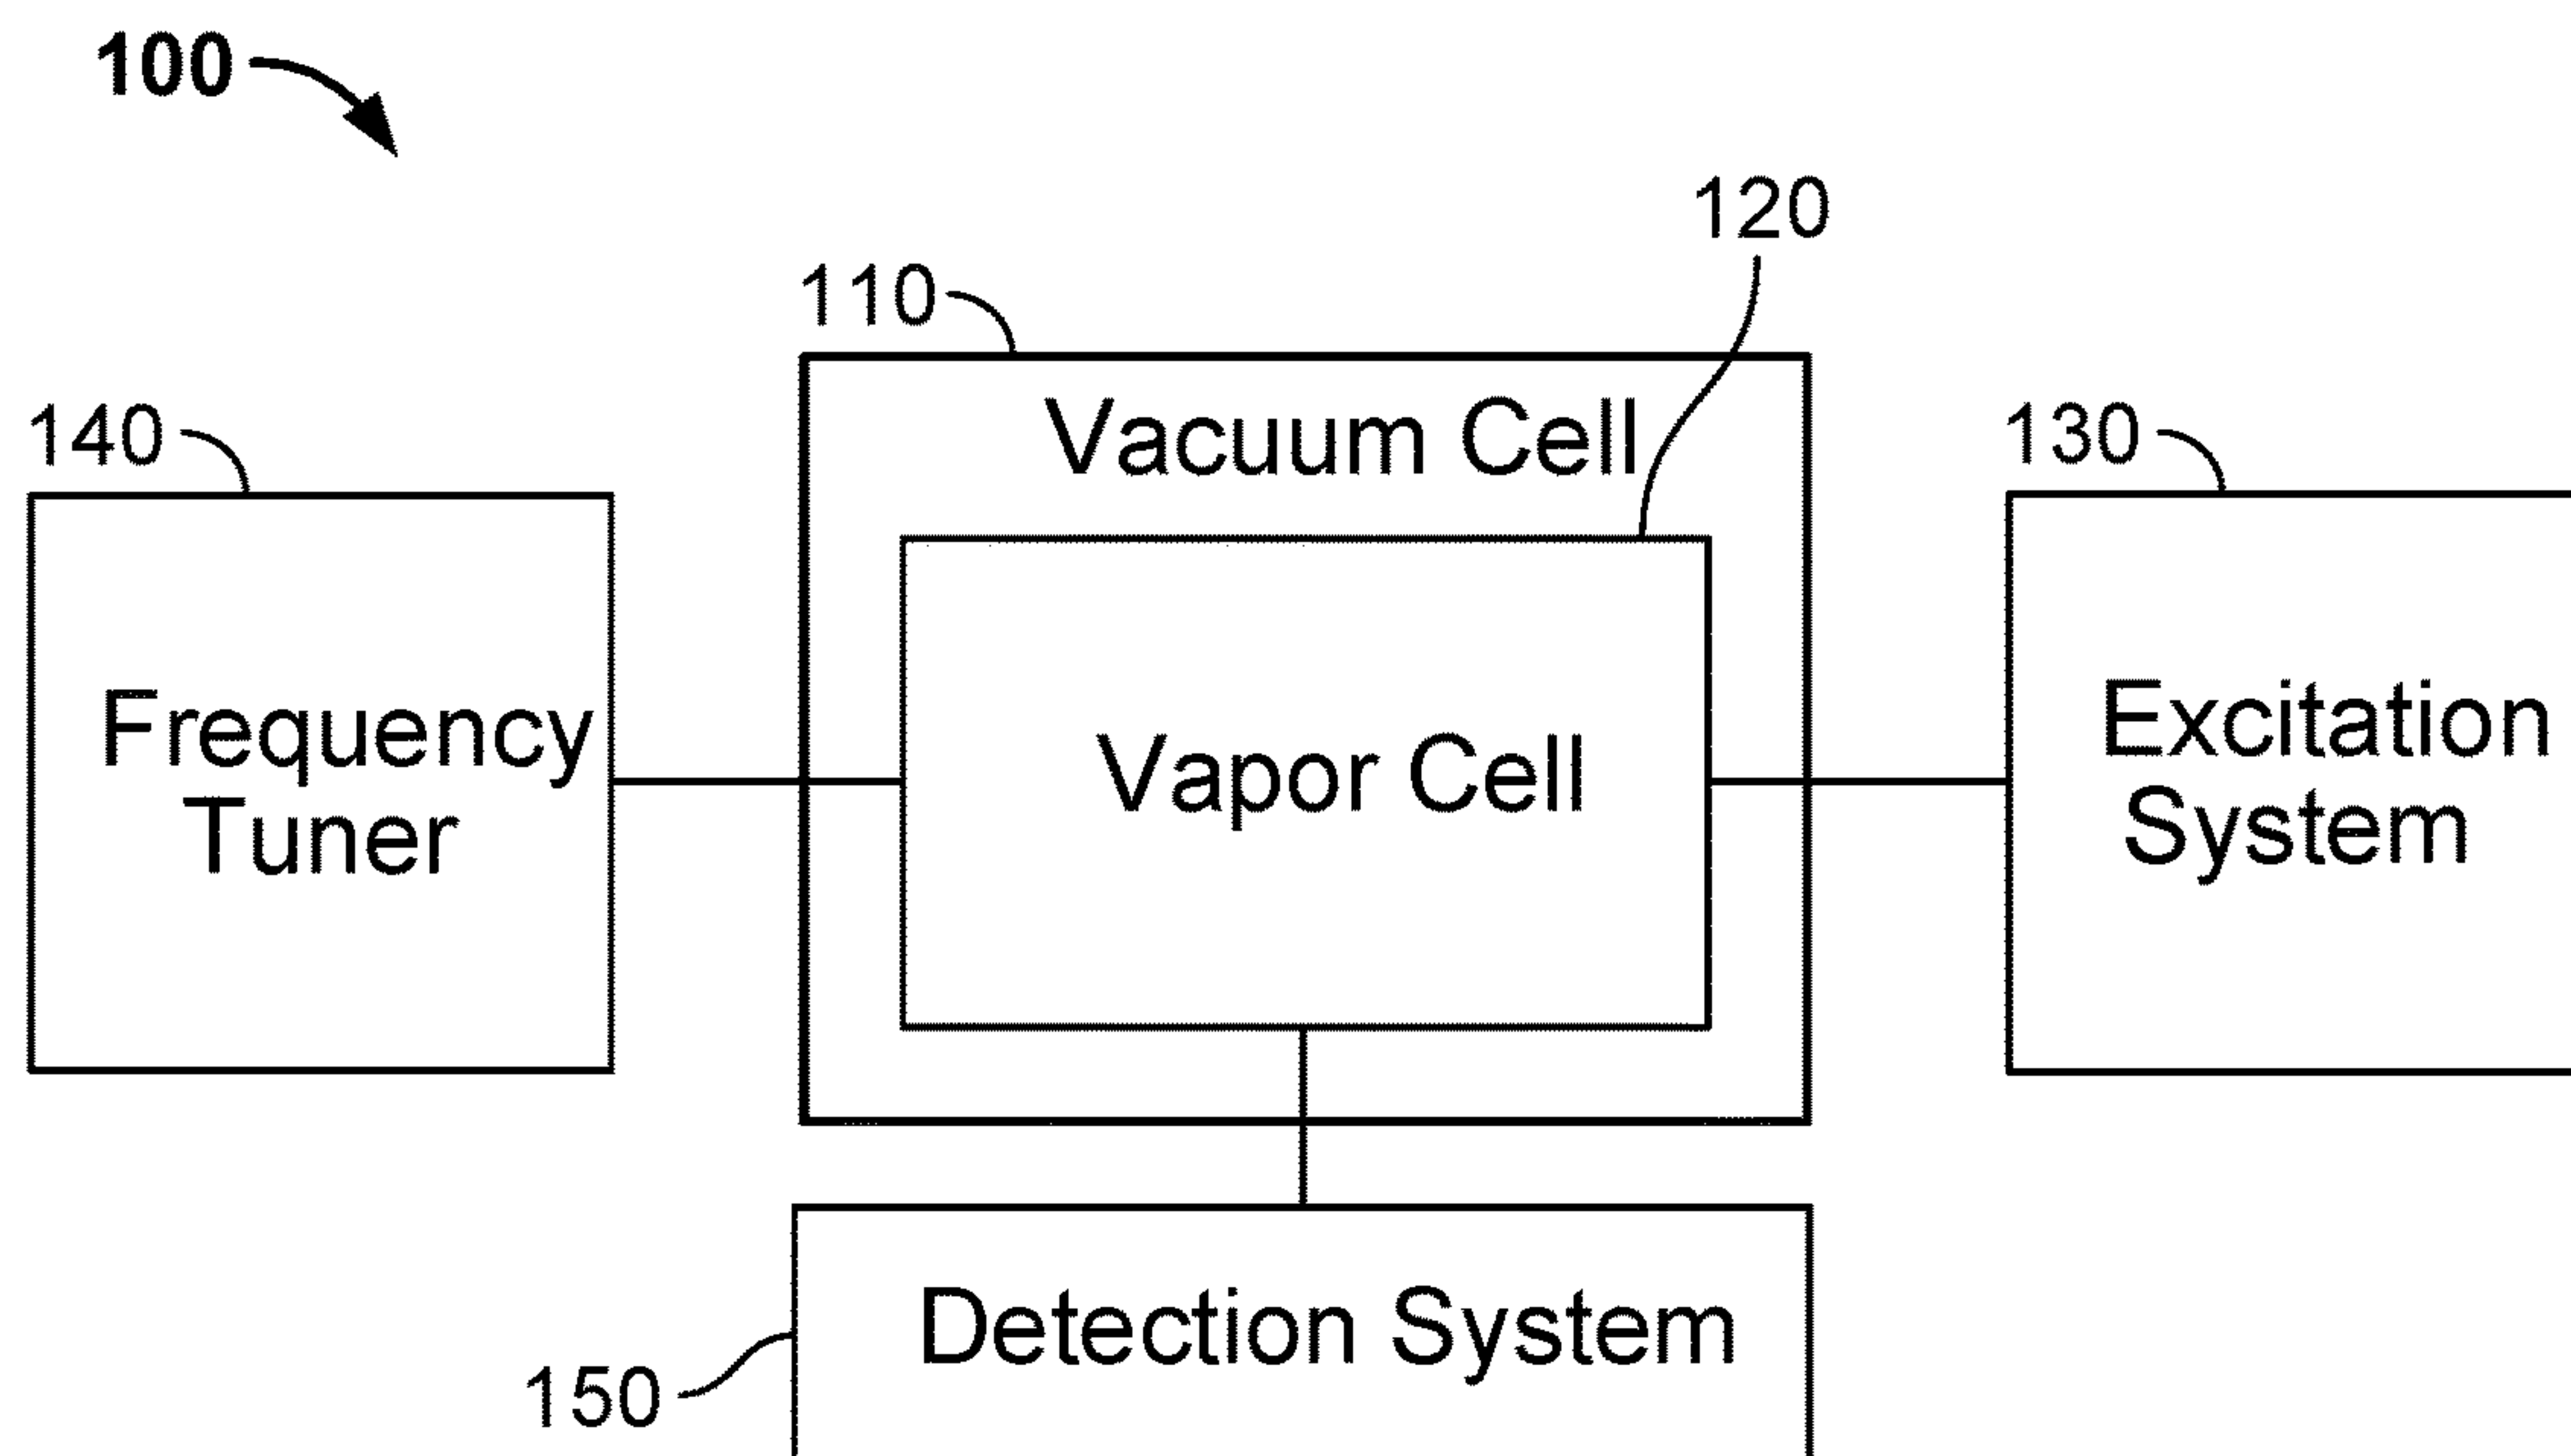 100
120
110
Vacuum Cell
140
130
Frequency
Tuner
Vapor Cell
Excitation
System
Detection System
150